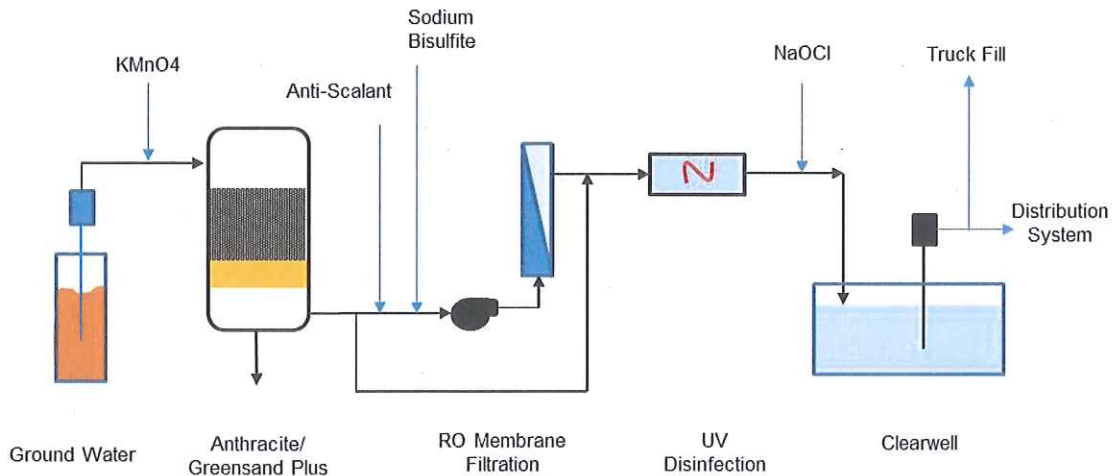 Sodium
Bisulfite
KMnO4
NaOCl
Truck Fill
Anti-Scalant
Distribution
System
Ground Water
Anthracite/
Greensand Plus
RO Membrane
Filtration
UV
Disinfection
Clearwell